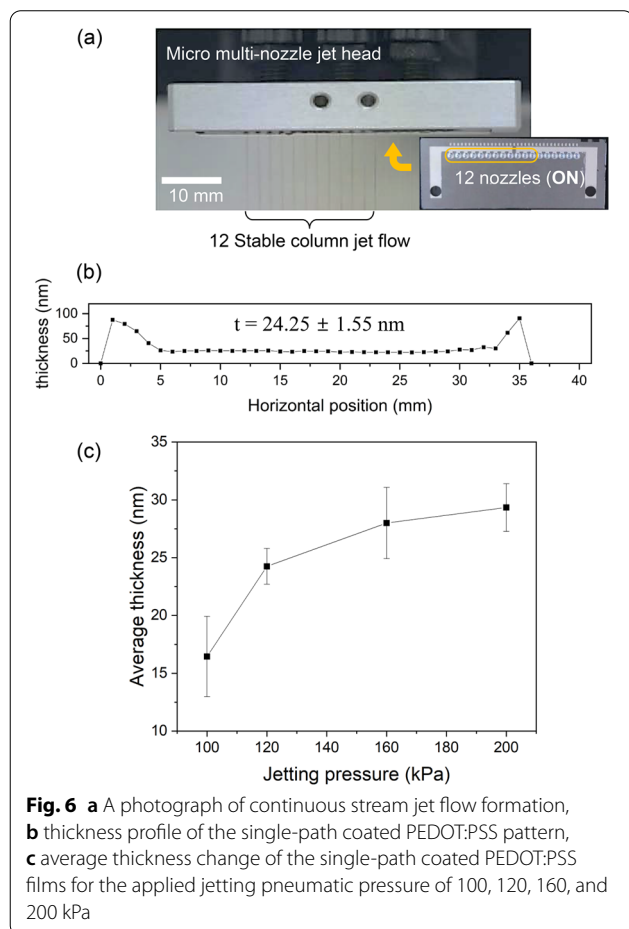 (a)
Micro multi-nozzle jet head
10 mm
12 nozzles (ON)
12 Stable column jet flow
(b)
thickness (nm)
100
50
0
t = 24.25 ± 1.55 nm
0 5 10 15 20 25 30 35 40
Horizontal position (mm)
(c)
Average thickness (nm)
35
30
25
20
15
10
100 120 160 200
Jetting pressure (kPa)
Fig. 6 a A photograph of continuous stream jet flow formation,
b thickness profile of the single-path coated PEDOT:PSS pattern,
c average thickness change of the single-path coated PEDOT:PSS
films for the applied jetting pneumatic pressure of 100, 120, 160, and
200 kPa